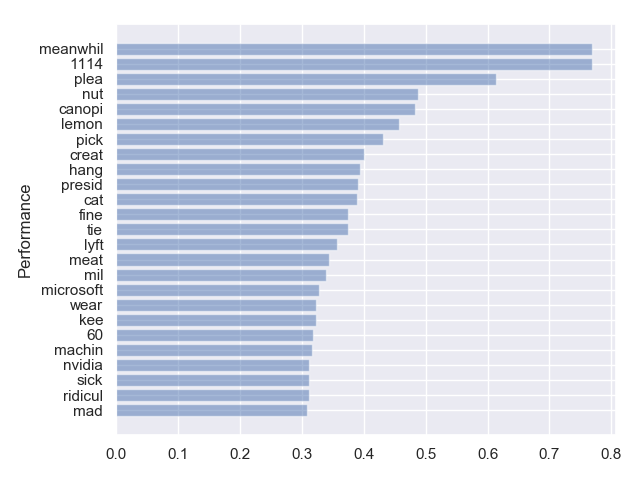 Performance
meanwhil
1114
plea
nut
canopi
lemon
pick
creat
hang
presid
cat
fine
tie
lyft
meat
mil
microsoft
wear
kee
60
machin
nvidia
sick
ridicul
mad
0.0 0.1 0.2 0.3 0.4 0.5 0.6 0.7 0.8